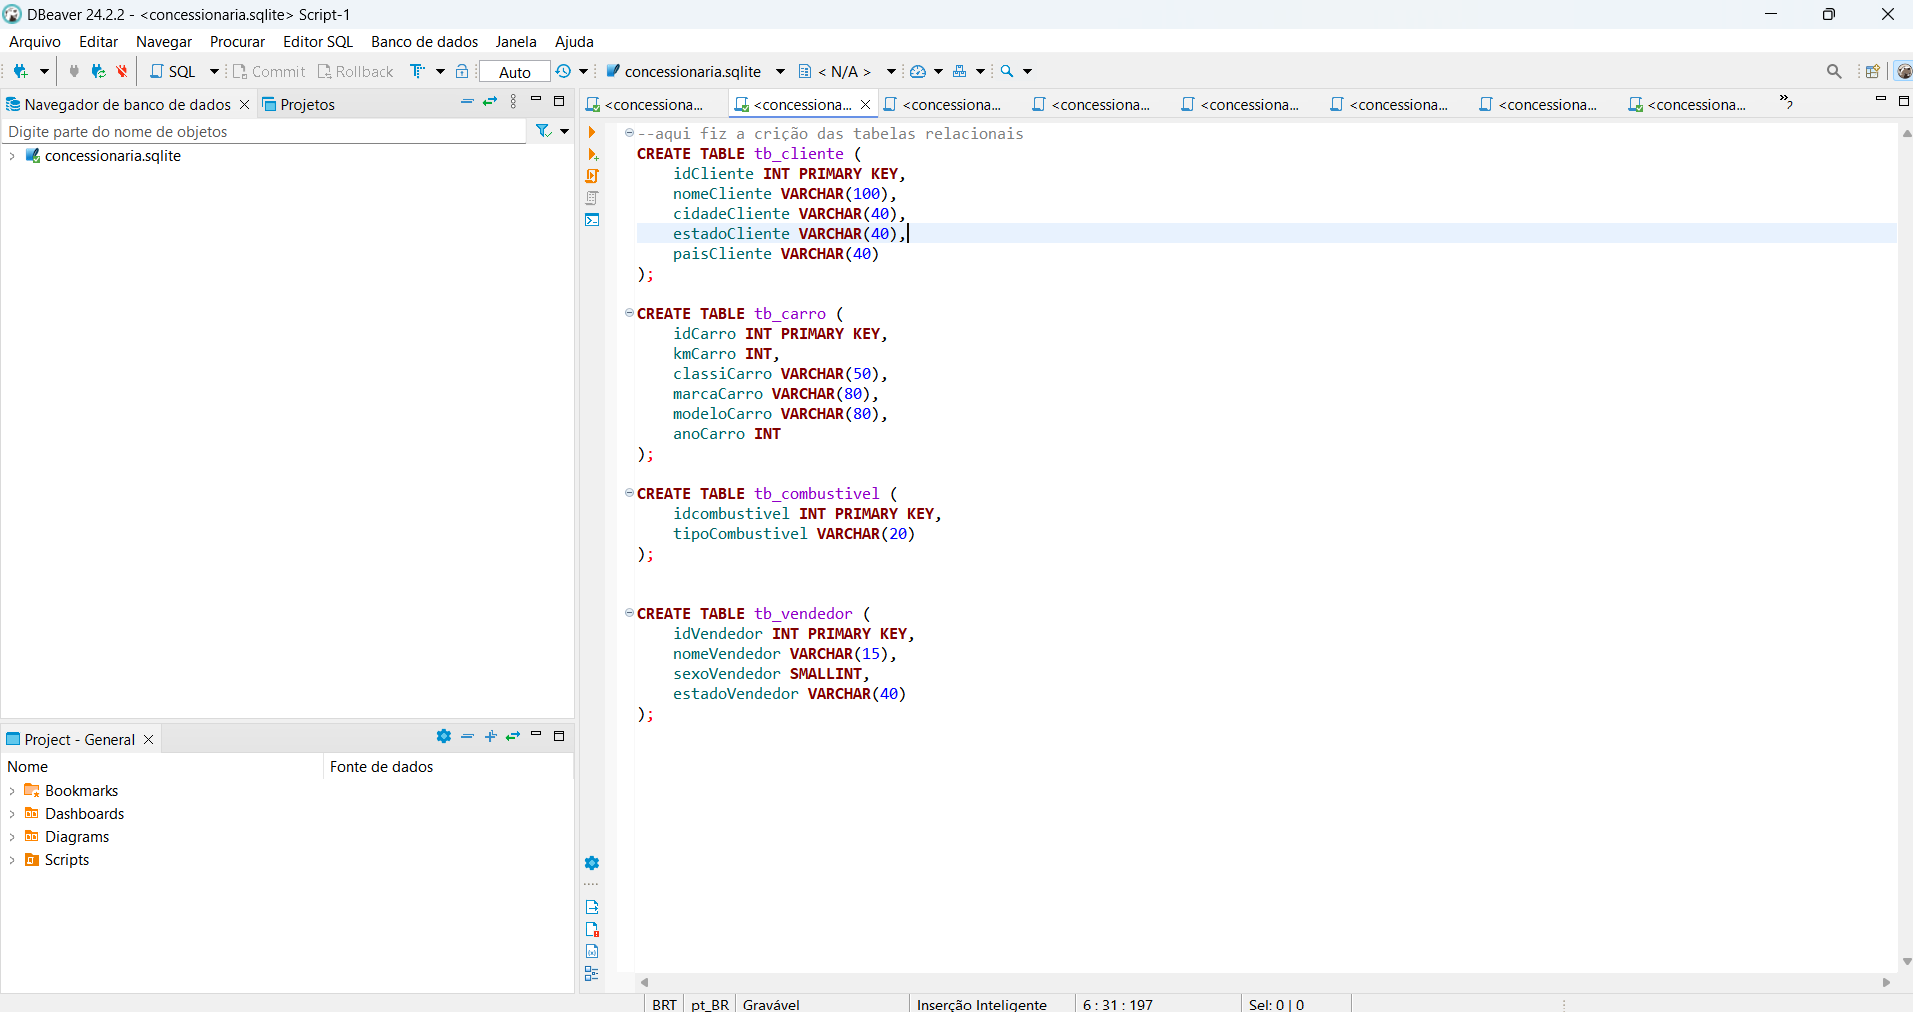 DBeaver 24.2.2 - <concessionaria.sqlite> Script-1
Arquivo Editar Navegar Procurar Editor SQL Banco de dados Janela Ajuda
SQL Commit Rollback Auto concessionaria.sqlite < N/A >
Navegador de banco de dados Projetos
<concessiona... <concessiona... <concessiona... <concessiona... <concessiona... <concessiona... <concessiona... <concessiona... »2
Digite parte do nome de objetos
concessionaria.sqlite
--aqui fiz a crição das tabelas relacionais
CREATE TABLE tb_cliente (
idCliente INT PRIMARY KEY,
nomeCliente VARCHAR(100),
cidadeCliente VARCHAR(40),
estadoCliente VARCHAR(40),
paisCliente VARCHAR(40)
);
CREATE TABLE tb_carro (
idCarro INT PRIMARY KEY,
kmCarro INT,
classiCarro VARCHAR(50),
marcaCarro VARCHAR(80),
modeloCarro VARCHAR(80),
anoCarro INT
);
CREATE TABLE tb_combustivel (
idcombustivel INT PRIMARY KEY,
tipoCombustivel VARCHAR(20)
);
CREATE TABLE tb_vendedor (
idVendedor INT PRIMARY KEY,
nomeVendedor VARCHAR(15),
sexoVendedor SMALLINT,
estadoVendedor VARCHAR(40)
);
Project - General
Nome Fonte de dados
Bookmarks
Dashboards
Diagrams
Scripts
BRT pt_BR Gravável Inserção Inteligente 6 : 31 : 197 Sel: 0 | 0